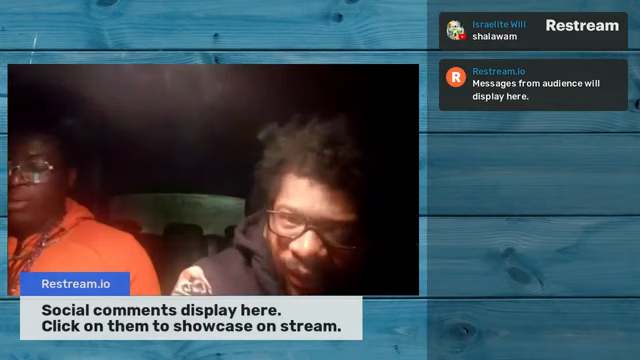 Israelite Will
shalawam
Restream
R
Restream.io
Messages from audience will
display here.
Restream.io
Social comments display here.
Click on them to showcase on stream.